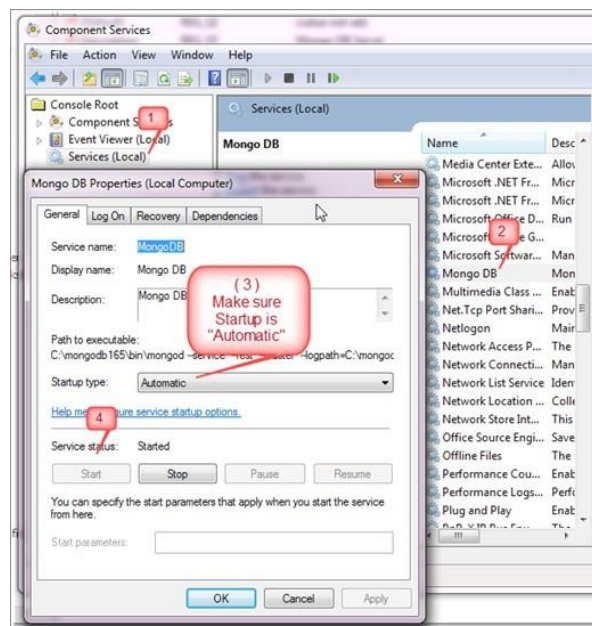 Component Services
File Action View Window Help
Console Root
Component S
Event Viewer (Local)
Services (Local)
1
Services (Local)
Mongo DB
Name
Desc
Media Center Exte... Allov
Microsoft .NET Fr... Micr
Microsoft .NET Fr... Micr
Microsoft Office D... Run
Microsof e G...
Microsoft Softwar... Man
Mongo DB Mon
Multimedia Class ... Enab
Net.Tcp Port Shari... Prov
Netlogon Main
Network Access P... The
Network Connecti... Man
Network List Service Iden
Network Location ... Colle
Network Store Int... This
Office Source Engi... Save
Offline Files The
Performance Cou... Enab
Performance Logs... Perfo
Plug and Play Enab
2
Mongo DB Properties (Local Computer)
General Log On Recovery Dependencies
Service name: MongoDB
Display name: Mongo DB
Description: Mongo DB
( 3 )
Make sure
Startup is
"Automatic"
Path to executable:
C:\mongodb165\bin\mongod --logpath=C:\mongoc
Startup type: Automatic
Help me ure service startup options.
4
Service status: Started
Start Stop Pause Resume
You can specify the start parameters that apply when you start the service
from here.
Start parameters:
OK Cancel Apply